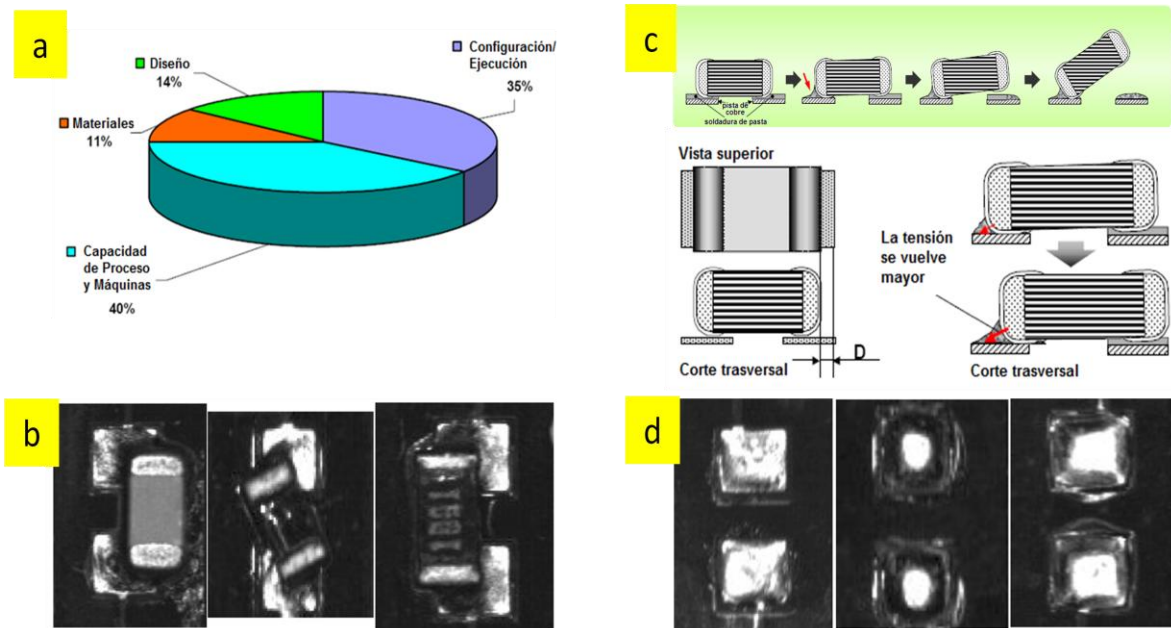 a
Diseño
14%
Configuración/
Ejecución
35%
Materiales
11%
Capacidad
de Proceso
y Máquinas
40%
c
pista de
cobre
soldadura de pasta
Vista superior
La tensión
se vuelve
mayor
D
Corte trasversal
Corte trasversal
b
d